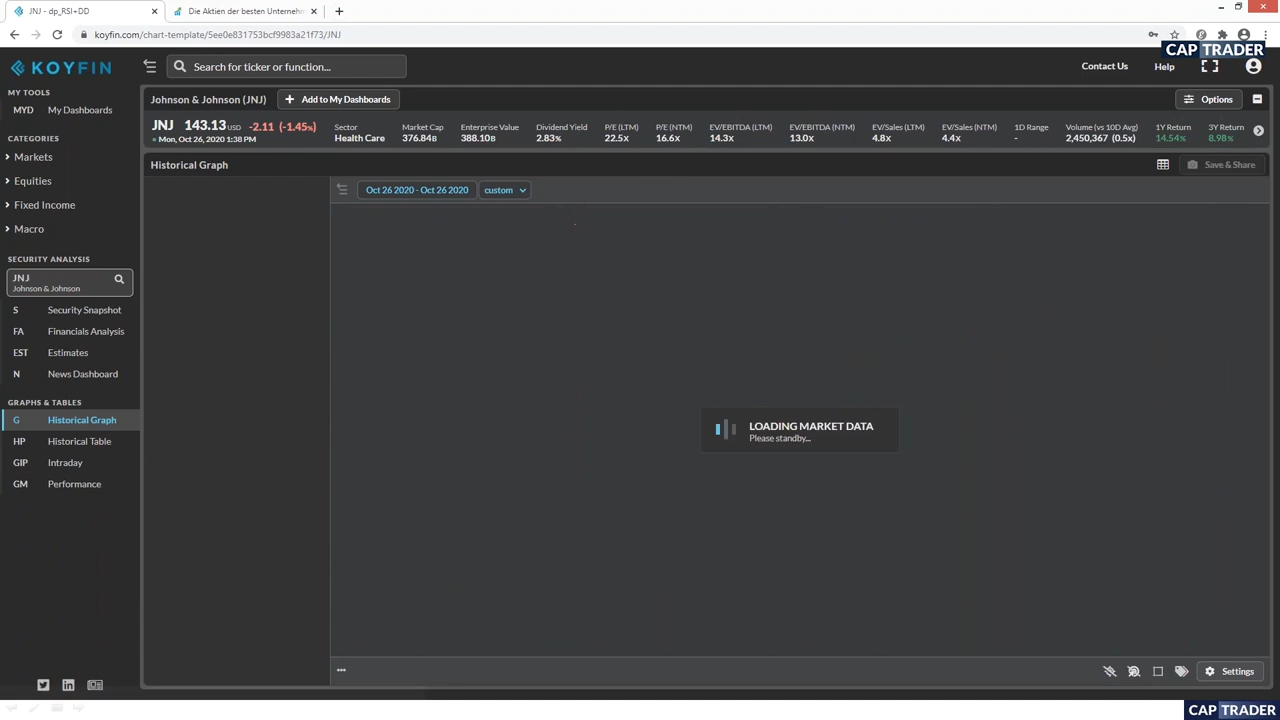 JNJ - dp_RSI+DD
Die Aktien der besten Unternehm
koyfin.com/chart-template/5ee0e831753bcf9983a21f73/JNJ
CAP TRADER
KOYFIN
Search for ticker or function...
Contact Us
Help
MY TOOLS
MYD My Dashboards
CATEGORIES
Markets
Equities
Fixed Income
Macro
SECURITY ANALYSIS
JNJ
Johnson & Johnson
S Security Snapshot
FA Financials Analysis
EST Estimates
N News Dashboard
GRAPHS & TABLES
G Historical Graph
HP Historical Table
GIP Intraday
GM Performance
Johnson & Johnson (JNJ)
Add to My Dashboards
Options
JNJ 143.13 USD -2.11 (-1.45%)
Mon, Oct 26, 2020 1:38 PM
Sector Market Cap Enterprise Value Dividend Yield P/E (LTM) P/E (NTM) EV/EBITDA (LTM) EV/EBITDA (NTM) EV/Sales (LTM) EV/Sales (NTM) 1D Range Volume (vs 10D Avg) 1Y Return 3Y Return
Health Care 376.84B 388.10B 2.83% 22.5x 16.6x 14.3x 13.0x 4.8x 4.4x - 2,450,367 (0.5x) 14.54% 8.98%
Historical Graph
Save & Share
Oct 26 2020 - Oct 26 2020
custom
LOADING MARKET DATA
Please standby...
Settings
CAP TRADER